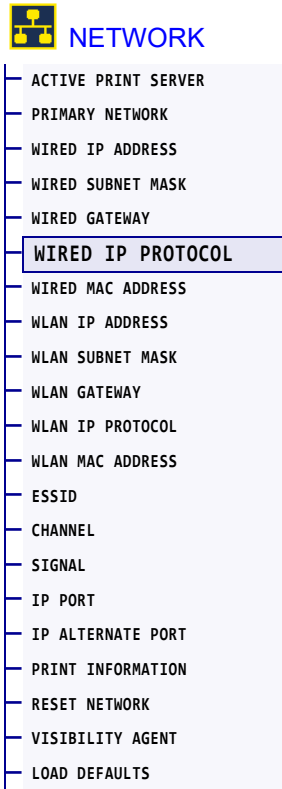 NETWORK
ACTIVE PRINT SERVER
PRIMARY NETWORK
WIRED IP ADDRESS
WIRED SUBNET MASK
WIRED GATEWAY
WIRED IP PROTOCOL
WIRED MAC ADDRESS
WLAN IP ADDRESS
WLAN SUBNET MASK
WLAN GATEWAY
WLAN IP PROTOCOL
WLAN MAC ADDRESS
ESSID
CHANNEL
SIGNAL
IP PORT
IP ALTERNATE PORT
PRINT INFORMATION
RESET NETWORK
VISIBILITY AGENT
LOAD DEFAULTS